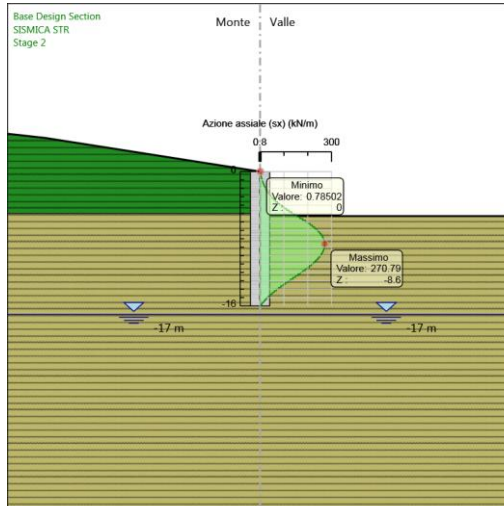 Base Design Section
SISMICA STR
Stage 2
Monte Valle
Azione assiale (sx) (kN/m)
0.8 300
0
Minimo
Valore: 0.78502
Z : 0
Massimo
Valore: 270.79
Z : -8.6
-16
-17 m -17 m